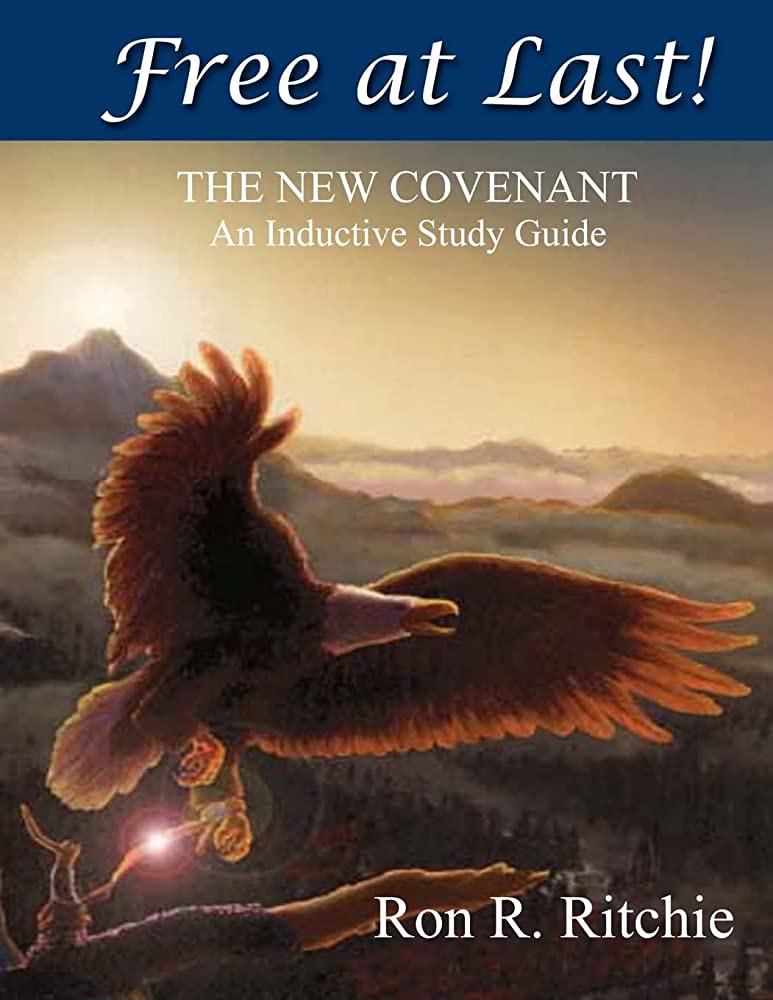 Free at Last!
THE NEW COVENANT
An Inductive Study Guide
Ron R. Ritchie